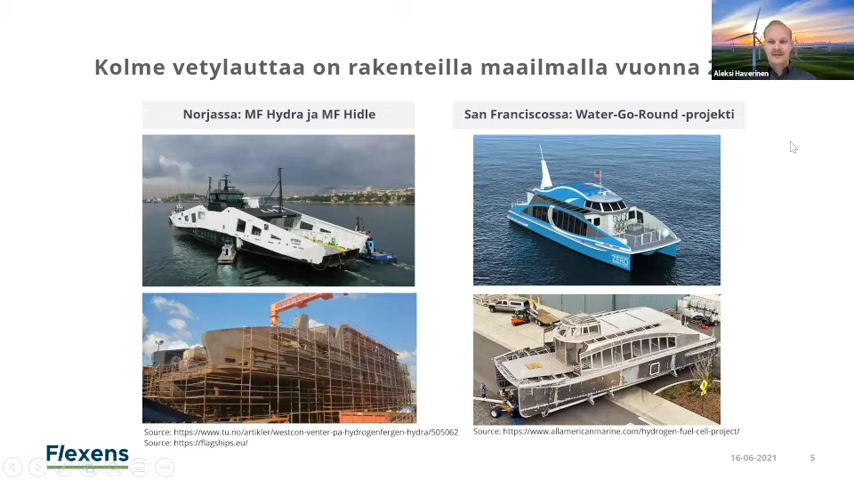 Kolme vetylauttaa on rakenteilla maailmalla vuonna
Aleksi Haverinen
Norjassa: MF Hydra ja MF Hidle
San Franciscossa: Water-Go-Round -projekti
ZERO
Source: https://www.tu.no/artikler/westcon-venter-pa-hydrogenfergen-hydra/505062
Source: https://flagships.eu/
Source: https://www.allamericanmarine.com/hydrogen-fuel-cell-project/
Flexens
16-06-2021
5